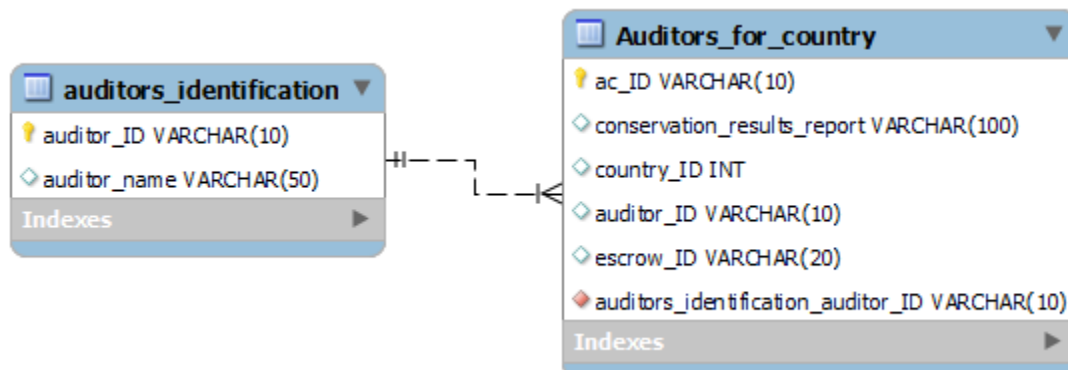 auditors_identification
auditor_ID VARCHAR(10)
auditor_name VARCHAR(50)
Indexes
Auditors_for_country
ac_ID VARCHAR(10)
conservation_results_report VARCHAR(100)
country_ID INT
auditor_ID VARCHAR(10)
escrow_ID VARCHAR(20)
auditors_identification_auditor_ID VARCHAR(10)
Indexes